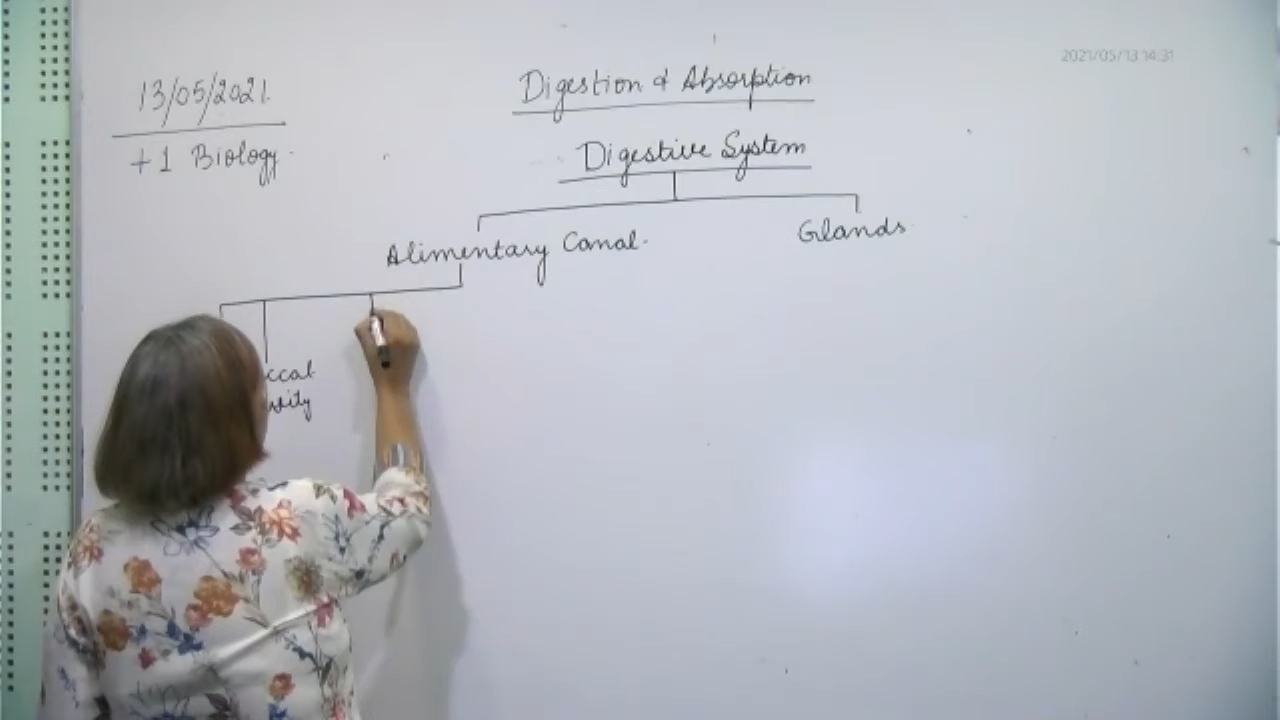 2021/05/13 14:31
13/05/2021.
+1 Biology
Digestion & Absorption
Digestive System
Alimentary Canal.
Glands